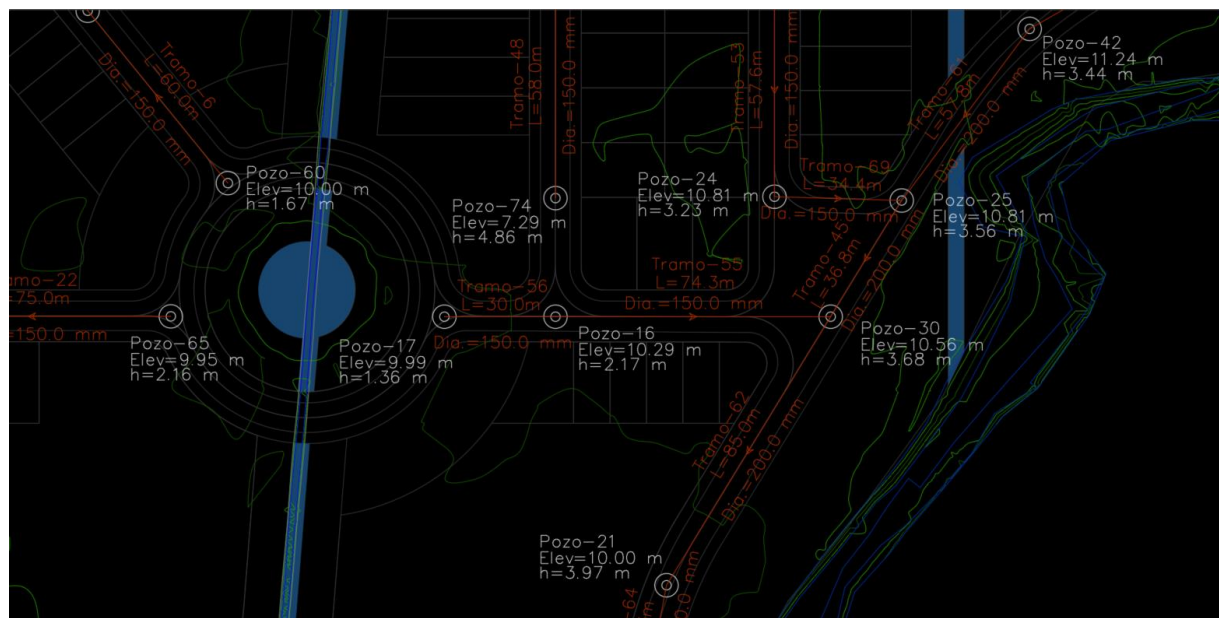 Tramo-6
L=60.0m
Dia.=150.0 mm
Tramo-48
L=58.0m
Dia.=150.0 mm
Tramo-53
L=57.6m
Dia.=150.0 mm
Tramo-61
L=57.8m
Dia.=200.0 mm
Pozo-42
Elev=11.24 m
h=3.44 m
Pozo-60
Elev=10.00 m
h=1.67 m
Pozo-74
Elev=7.29 m
h=4.86 m
Pozo-24
Elev=10.81 m
h=3.23 m
Tramo-69
L=34.4m
Dia.=150.0 mm
Pozo-25
Elev=10.81 m
h=3.56 m
Tramo-22
=75.0m
150.0 mm
Tramo-56
L=30.0m
Dia.=150.0 mm
Tramo-55
L=74.3m
Dia.=150.0 mm
Tramo-45
L=36.8m
Dia.=200.0 mm
Pozo-65
Elev=9.95 m
h=2.16 m
Pozo-17
Elev=9.99 m
h=1.36 m
Pozo-16
Elev=10.29 m
h=2.17 m
Pozo-30
Elev=10.56 m
h=3.68 m
Tramo-62
L=85.0m
Dia.=200.0 mm
Pozo-21
Elev=10.00 m
h=3.97 m
-64
m
0.0 mm